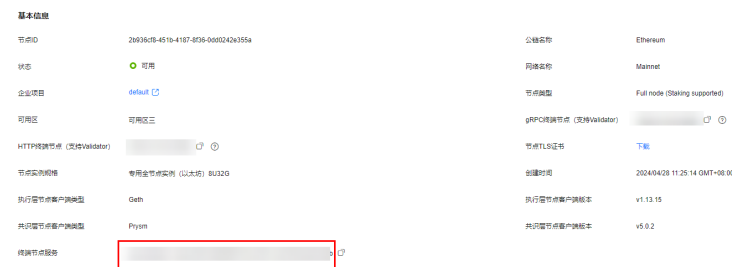 基本信息
节点ID 2b936cf8-451b-4187-8f36-0dd0242e355a 公链名称 Ethereum
状态 可用 网络名称 Mainnet
企业项目 default 节点类型 Full node (Staking supported)
可用区 可用区三 gRPC终端节点（支持Validator）
HTTP终端节点（支持Validator） 节点TLS证书 下载
节点实例规格 专用全节点实例（以太坊）8U32G 创建时间 2024/04/28 11:25:14 GMT+08:00
执行层节点客户端类型 Geth 执行层节点客户端版本 v1.13.15
共识层节点客户端类型 Prysm 共识层节点客户端版本 v5.0.2
终端节点服务